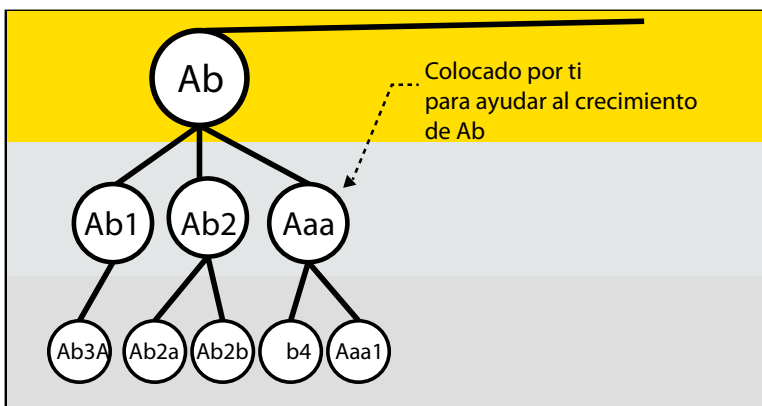 Ab
Colocado por ti
para ayudar al crecimiento
de Ab
Ab1
Ab2
Aaa
Ab3A
Ab2a
Ab2b
b4
Aaa1